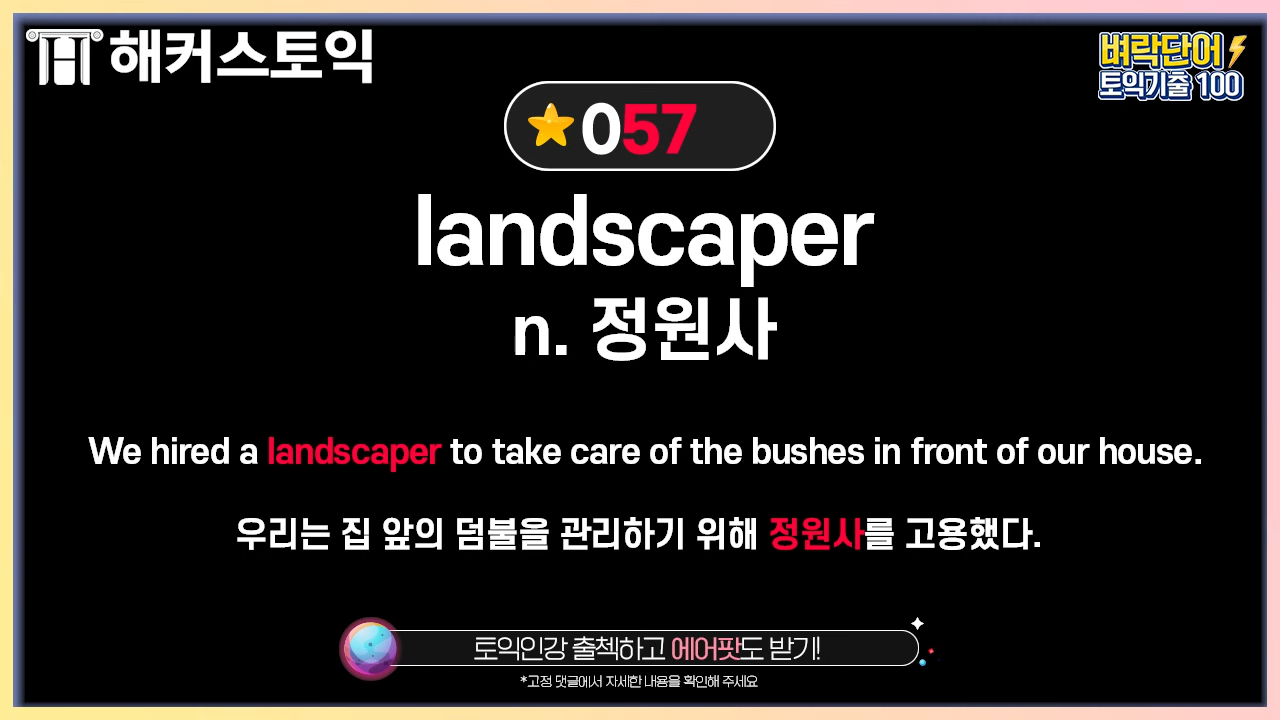 해커스토익
벼락단어
토익기출 100
057
landscaper
n. 정원사
We hired a landscaper to take care of the bushes in front of our house.
우리는 집 앞의 덤불을 관리하기 위해 정원사를 고용했다.
토익인강 출첵하고 에어팟도 받기!
*고정 댓글에서 자세한 내용을 확인해 주세요